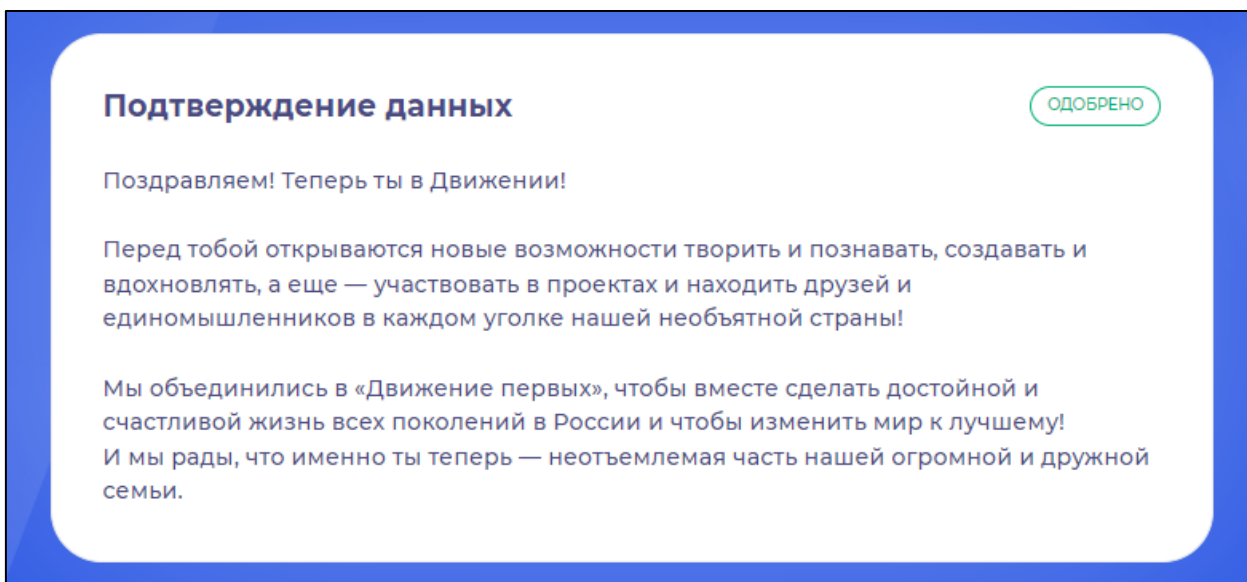 Подтверждение данных
ОДОБРЕНО
Поздравляем! Теперь ты в Движении!
Перед тобой открываются новые возможности творить и познавать, создавать и
вдохновлять, а еще — участвовать в проектах и находить друзей и
единомышленников в каждом уголке нашей необъятной страны!
Мы объединились в «Движение первых», чтобы вместе сделать достойной и
счастливой жизнь всех поколений в России и чтобы изменить мир к лучшему!
И мы рады, что именно ты теперь — неотъемлемая часть нашей огромной и дружной
семьи.